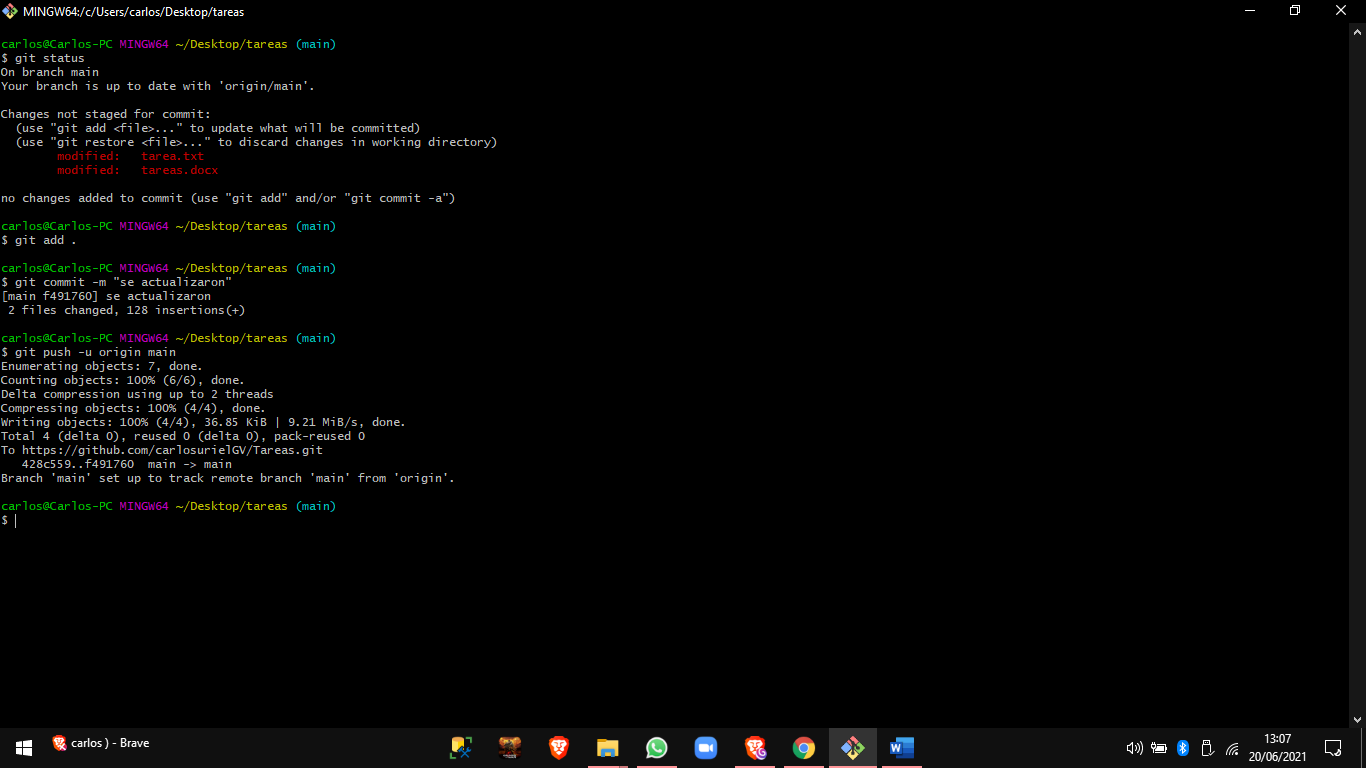 MINGW64:/c/Users/carlos/Desktop/tareas
carlos@Carlos-PC MINGW64 ~/Desktop/tareas (main)
$ git status
On branch main
Your branch is up to date with 'origin/main'.
Changes not staged for commit:
  (use "git add <file>..." to update what will be committed)
  (use "git restore <file>..." to discard changes in working directory)
        modified:   tarea.txt
        modified:   tareas.docx
no changes added to commit (use "git add" and/or "git commit -a")
carlos@Carlos-PC MINGW64 ~/Desktop/tareas (main)
$ git add .
carlos@Carlos-PC MINGW64 ~/Desktop/tareas (main)
$ git commit -m "se actualizaron"
[main f491760] se actualizaron
 2 files changed, 128 insertions(+)
carlos@Carlos-PC MINGW64 ~/Desktop/tareas (main)
$ git push -u origin main
Enumerating objects: 7, done.
Counting objects: 100% (6/6), done.
Delta compression using up to 2 threads
Compressing objects: 100% (4/4), done.
Writing objects: 100% (4/4), 36.85 KiB | 9.21 MiB/s, done.
Total 4 (delta 0), reused 0 (delta 0), pack-reused 0
To https://github.com/carlosurielGV/Tareas.git
   428c559..f491760  main -> main
Branch 'main' set up to track remote branch 'main' from 'origin'.
carlos@Carlos-PC MINGW64 ~/Desktop/tareas (main)
$
carlos ) - Brave
W
13:07
20/06/2021